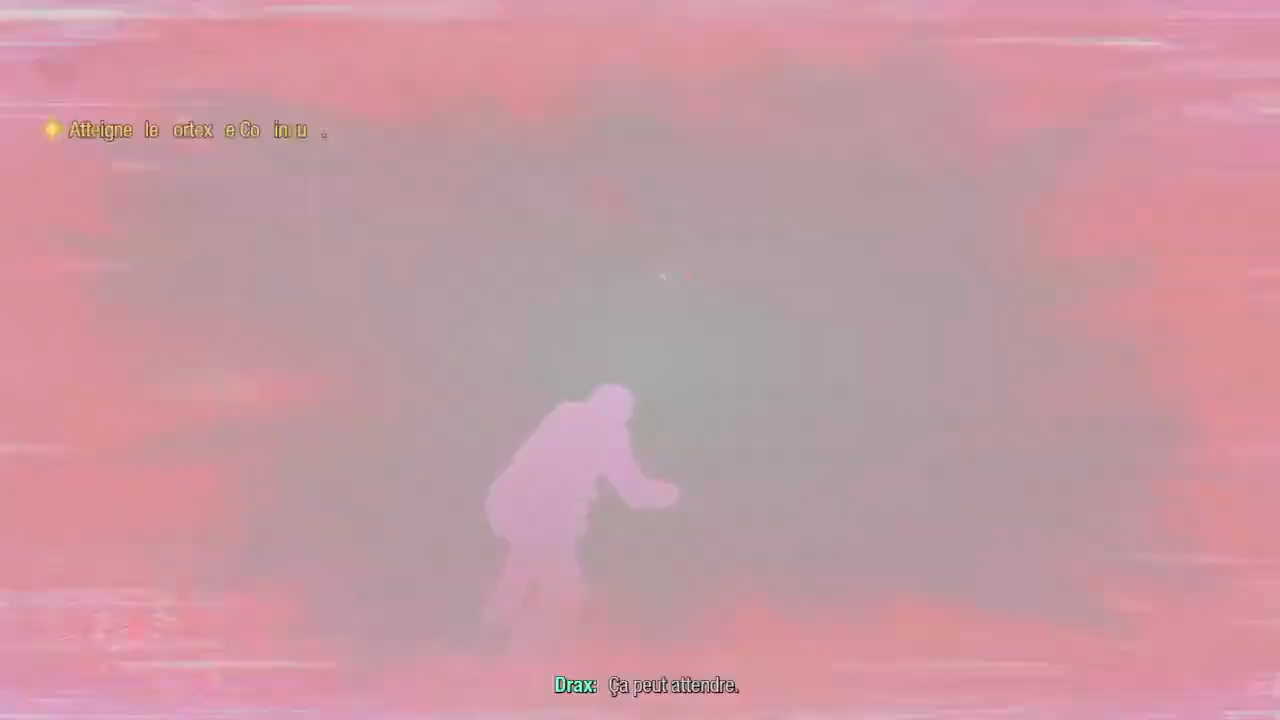 Atteigne le ortex e Co in u .
Drax: Ça peut attendre.